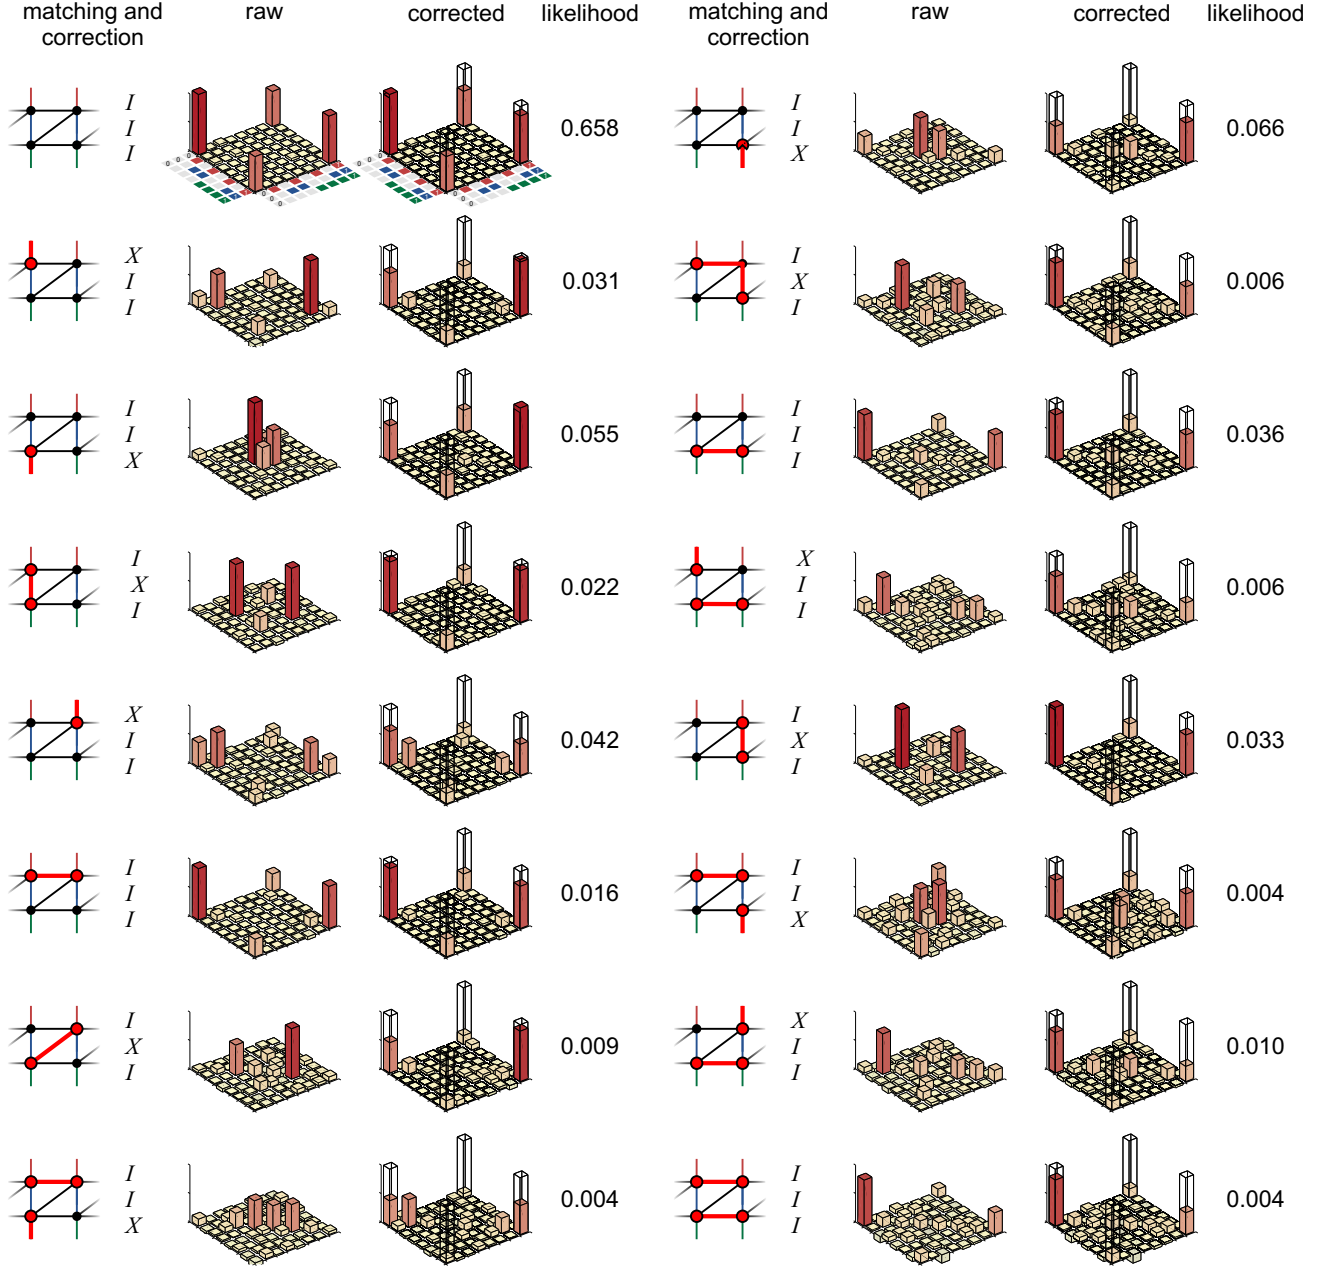 matching and correction raw corrected likelihood matching and correction raw corrected likelihood
I I I 0.658 I I X 0.066
X I I 0.031 I X I 0.006
I I X 0.055 I I I 0.036
I X I 0.022 X I I 0.006
X I I 0.042 I X I 0.033
I I I 0.016 I I X 0.004
I X I 0.009 X I I 0.010
I I X 0.004 I I I 0.004